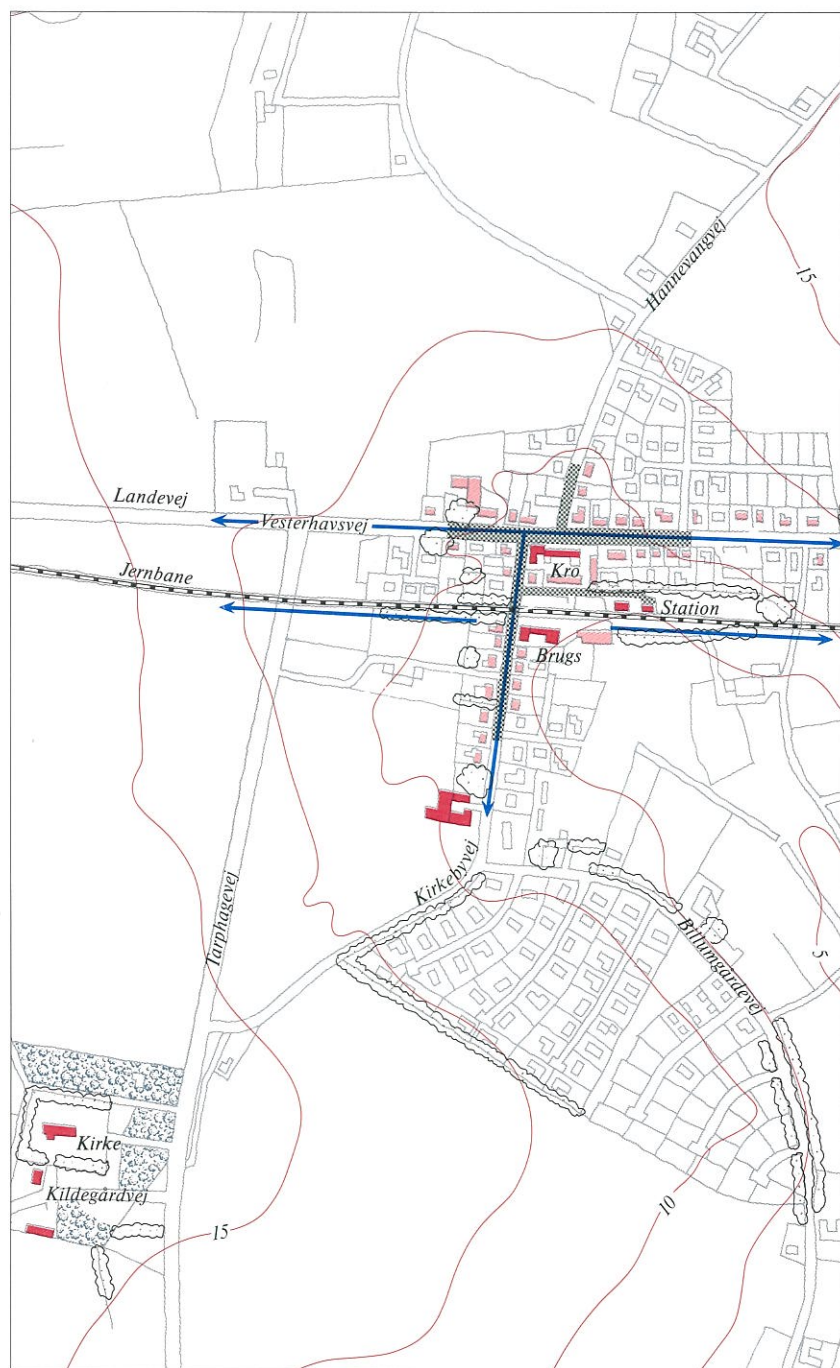 Hannevangvej
15
Landevej
Vesterhavsvej
Jernbane
Kro
Station
Brugs
Kirkebyvej
Tarphagevej
Billumgårdevej
5
Kirke
Kildegårdvej
15
10